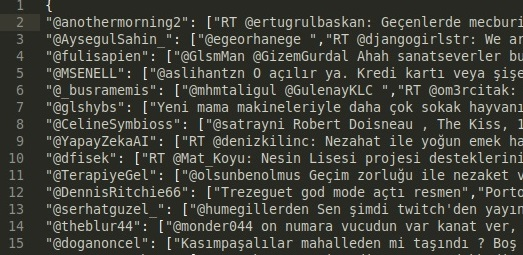 1 {
2 "@anothermorning2": ["RT @ertugrulbaskan: Geçenlerde mecburi
3 "@AysegulSahin_": ["@egeorhanege ","RT @djangogirlstr: We ar
4 "@fulisapien": ["@GlsmAn @GizemGurdal Ahah sanatseverler bu
5 "@MSENELL": ["@aslihantzn O açılır ya. Kredi kartı veya şişe
6 "@_busramemis": ["@mhmtaligul @GulenayKLC ","RT @om3rcitak:
7 "@glshybs": ["Yeni mama makineleriyle daha çok sokak hayvanı
8 "@CelineSymbioss": ["@satrayni Robert Doisneau , The Kiss, 1
9 "@YapayZekaAI": ["RT @denizkilinc: Nezahat ile yoğun emek ha
10 "@dfisek": ["RT @Mat_Koyu: Nesin Lisesi projesi desteklerini
11 "@TerapiyeGel": ["@olsunbenolmus Geçim zorluğu ile nezaket v
12 "@DennisRitchie66": ["Trezeguet god mode açtı resmen","Porto
13 "@serhatguzel_": ["@humegillerden Sen şimdi twitch'den yayın
14 "@theblur44": ["@monder044 on numara vucudun var kanat ver,
15 "@doganoncel": ["Kasımpaşalılar mahalleden mi taşındı ? Boş